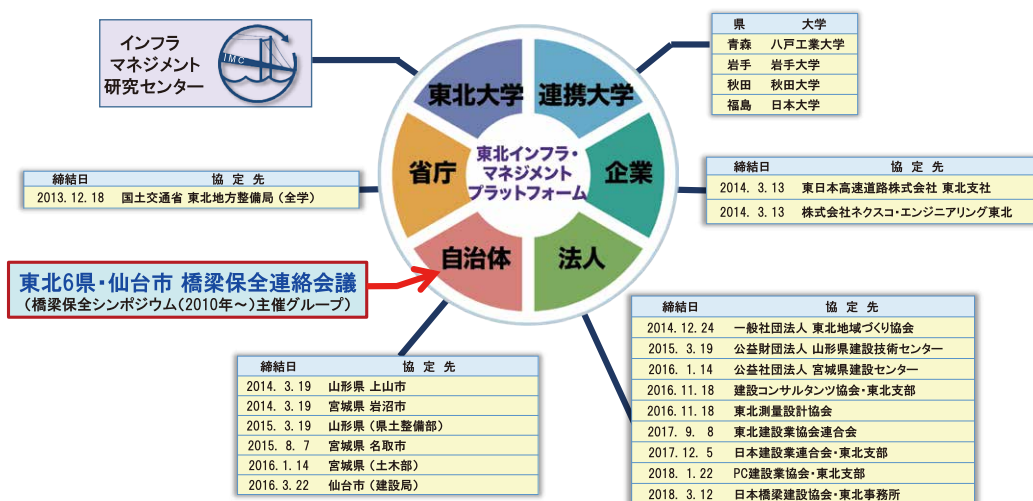 インフラ
マネジメント
研究センター
IMC
県 大学
青森 八戸工業大学
岩手 岩手大学
秋田 秋田大学
福島 日本大学
東北大学 連携大学
省庁 企業
自治体 法人
東北インフラ・
マネジメント
プラットフォーム
締結日 協定先
2013.12.18 国土交通省 東北地方整備局(全学)
締結日 協定先
2014. 3.13 東日本高速道路株式会社 東北支社
2014. 3.13 株式会社ネクスコ・エンジニアリング東北
東北6県・仙台市 橋梁保全連絡会議
(橋梁保全シンポジウム(2010年~)主催グループ)
締結日 協定先
2014. 3.19 山形県 上山市
2014. 3.19 宮城県 岩沼市
2015. 3.19 山形県(県土整備部)
2015. 8. 7 宮城県 名取市
2016. 1.14 宮城県(土木部)
2016. 3.22 仙台市(建設局)
締結日 協定先
2014.12.24 一般社団法人 東北地域づくり協会
2015. 3.19 公益財団法人 山形県建設技術センター
2016. 1.14 公益社団法人 宮城県建設センター
2016.11.18 建設コンサルタンツ協会・東北支部
2016.11.18 東北測量設計協会
2017. 9. 8 東北建設業協会連合会
2017.12. 5 日本建設業連合会・東北支部
2018. 1.22 PC建設業協会・東北支部
2018. 3.12 日本橋梁建設協会・東北事務所